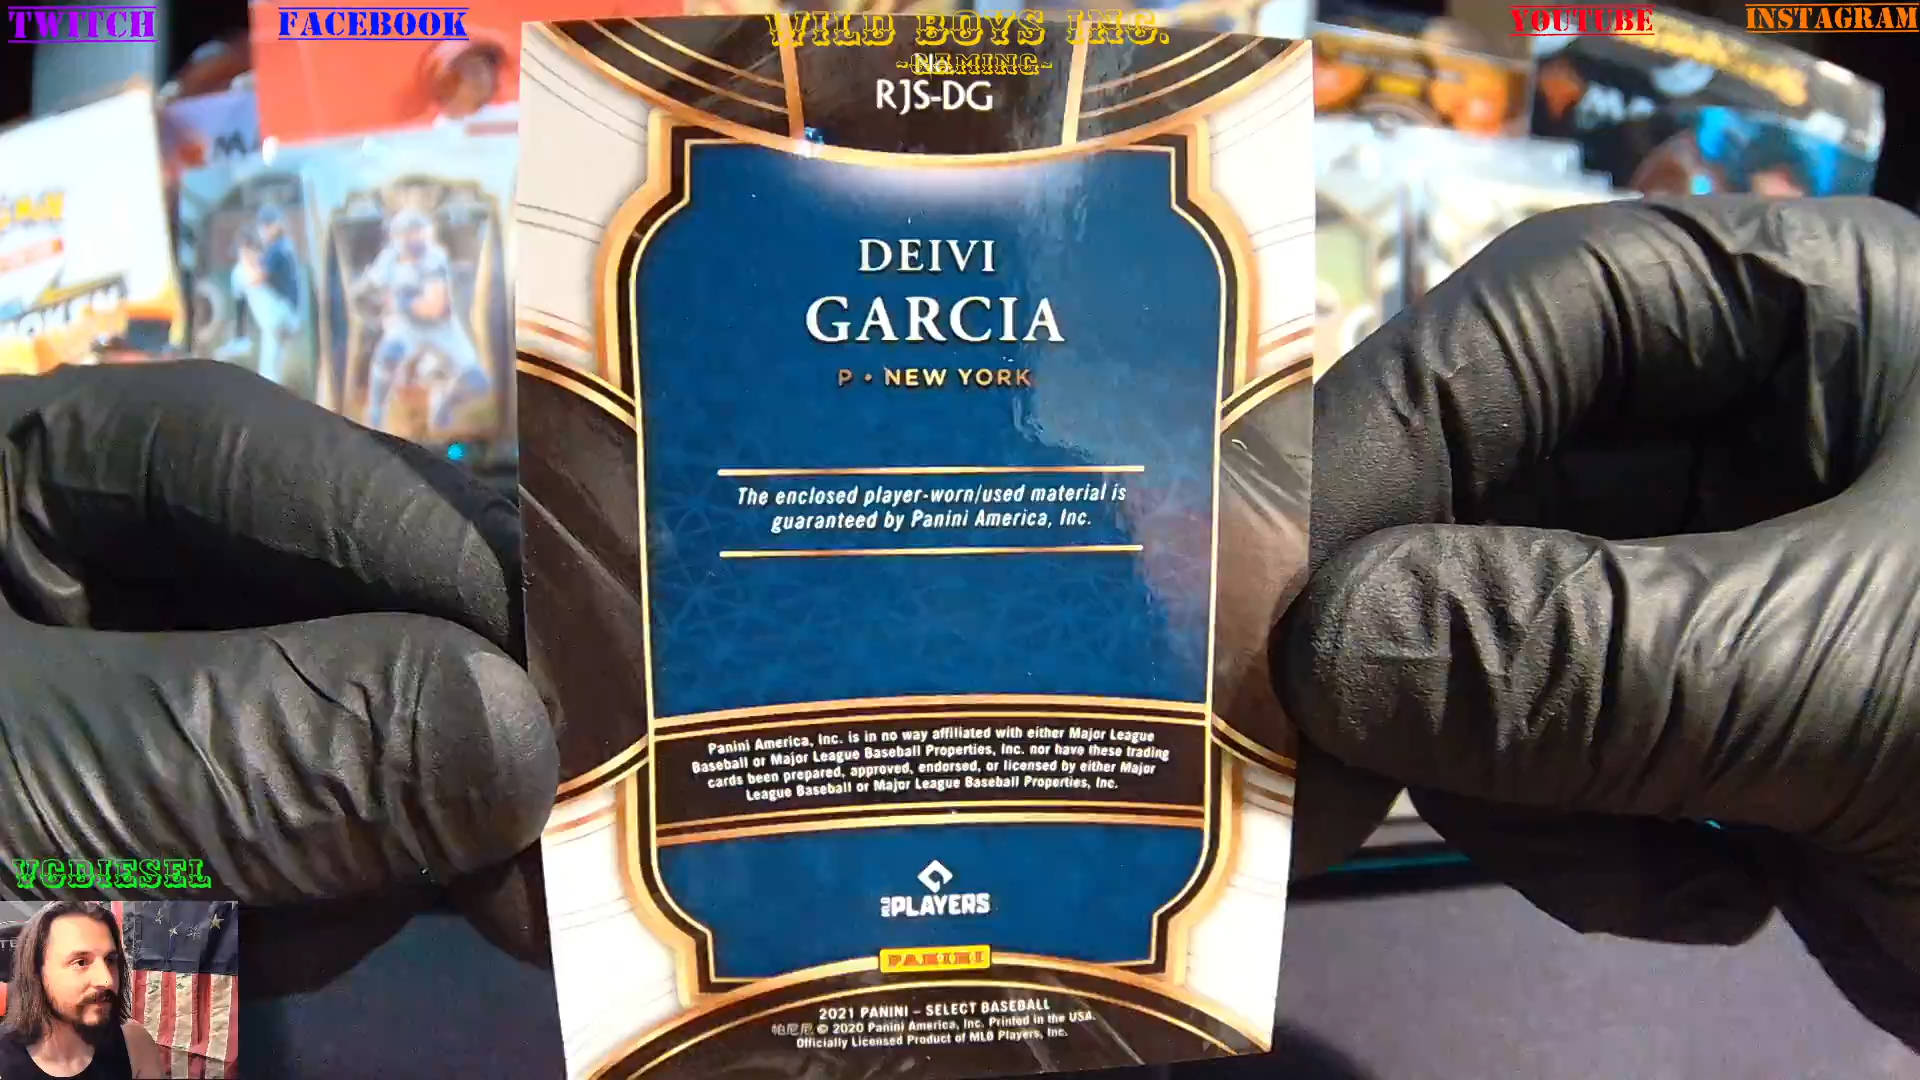 TWITCH
FACEBOOK
WILD BOYS INC.
~GAMING~
YOUTUBE
INSTAGRAM
RJS-DG
DEIVI
GARCIA
P • NEW YORK
The enclosed player-worn/used material is
guaranteed by Panini America, Inc.
Panini America, Inc. is in no way affiliated with either Major League
Baseball or Major League Baseball Properties, Inc. nor have these trading
cards been prepared, approved, endorsed, or licensed by either Major
League Baseball or Major League Baseball Properties, Inc.
VGDIESEL
MLB PLAYERS
PANINI
2021 PANINI – SELECT BASEBALL
帕尼尼 © 2020 Panini America, Inc. Printed in the USA.
Officially Licensed Product of MLB Players, Inc.